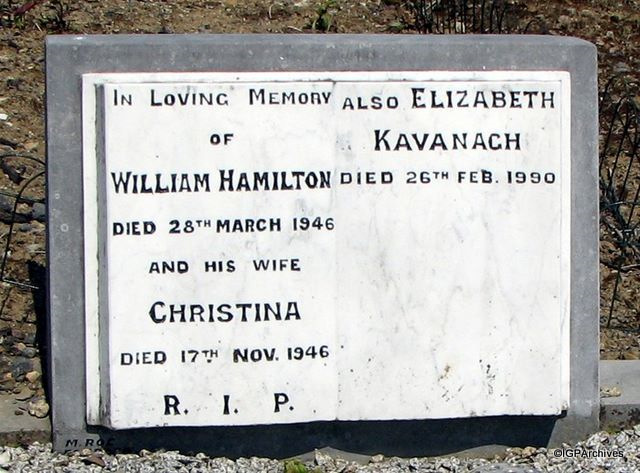 IN LOVING MEMORY
OF
WILLIAM HAMILTON
DIED 28TH MARCH 1946
AND HIS WIFE
CHRISTINA
DIED 17TH NOV. 1946
R. I. P.
ALSO ELIZABETH
KAVANAGH
DIED 26TH FEB. 1990
M. ROE
©IGPArchives